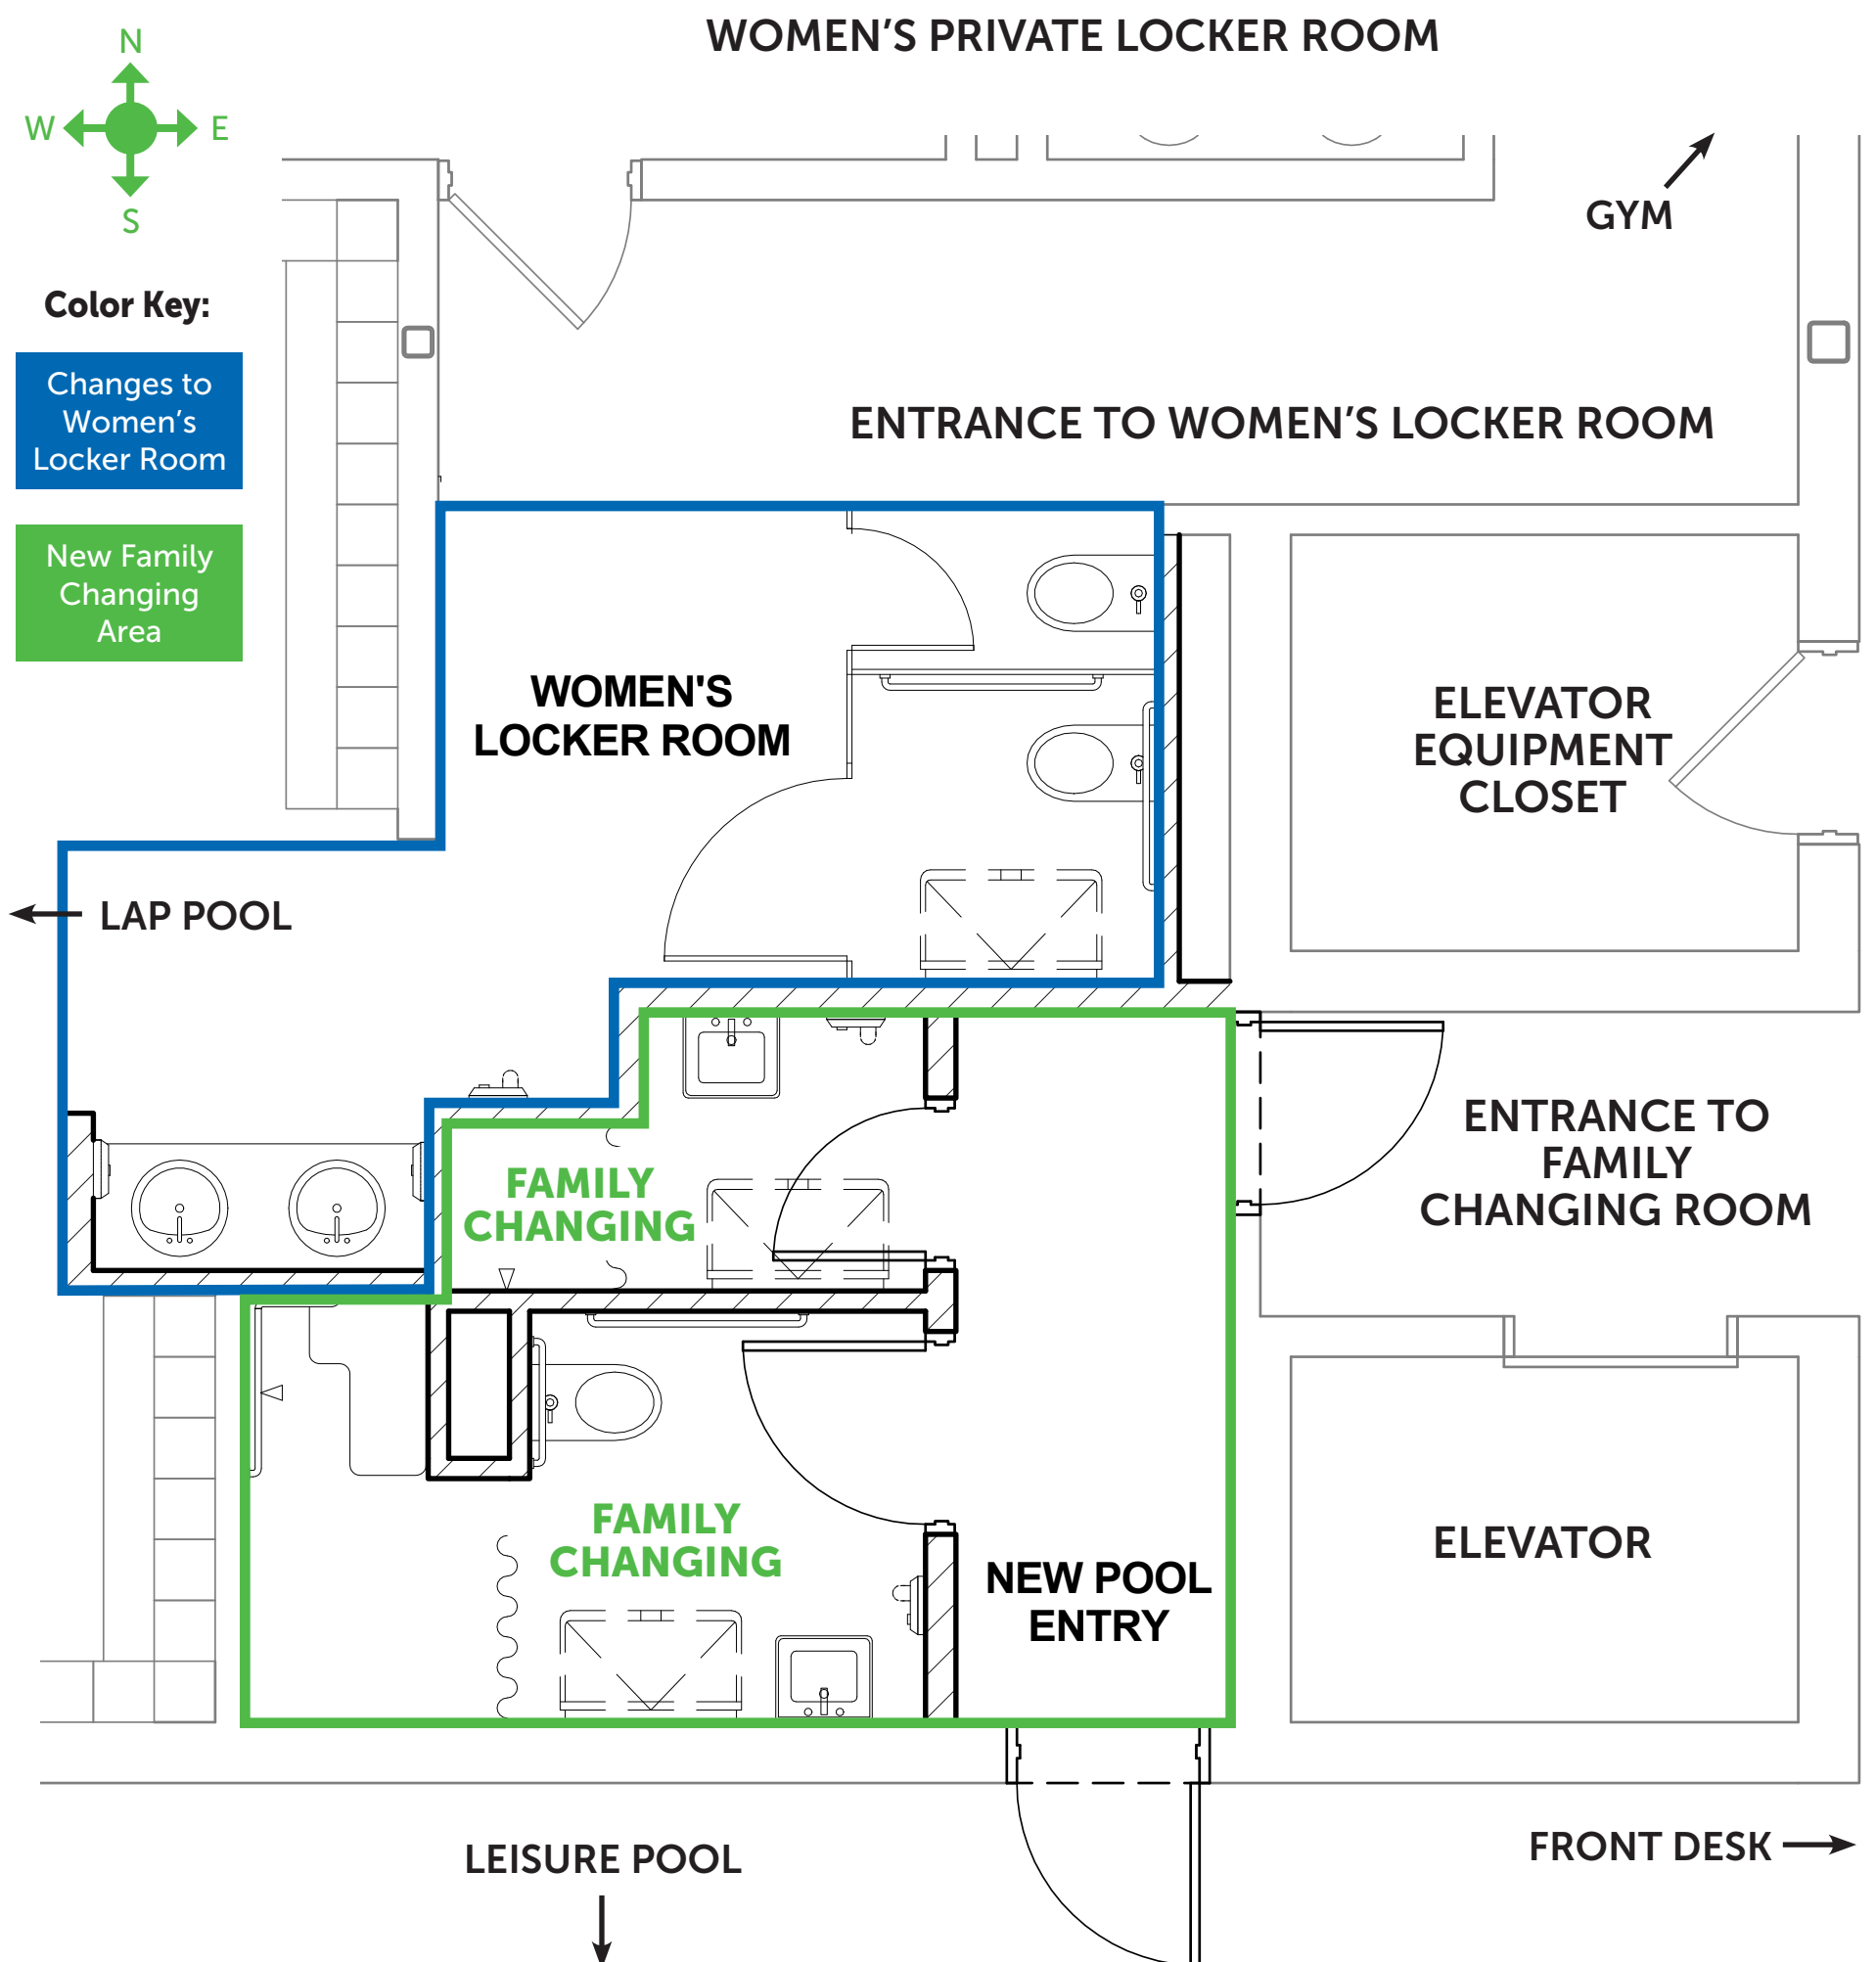 WOMEN’S PRIVATE LOCKER ROOM
N
W
E
S
GYM
Color Key:
Changes to
Women’s
Locker Room
New Family
Changing
Area
ENTRANCE TO WOMEN’S LOCKER ROOM
WOMEN'S
LOCKER ROOM
ELEVATOR
EQUIPMENT
CLOSET
LAP POOL
ENTRANCE TO
FAMILY
CHANGING ROOM
FAMILY
CHANGING
FAMILY
CHANGING
NEW POOL
ENTRY
ELEVATOR
LEISURE POOL
FRONT DESK